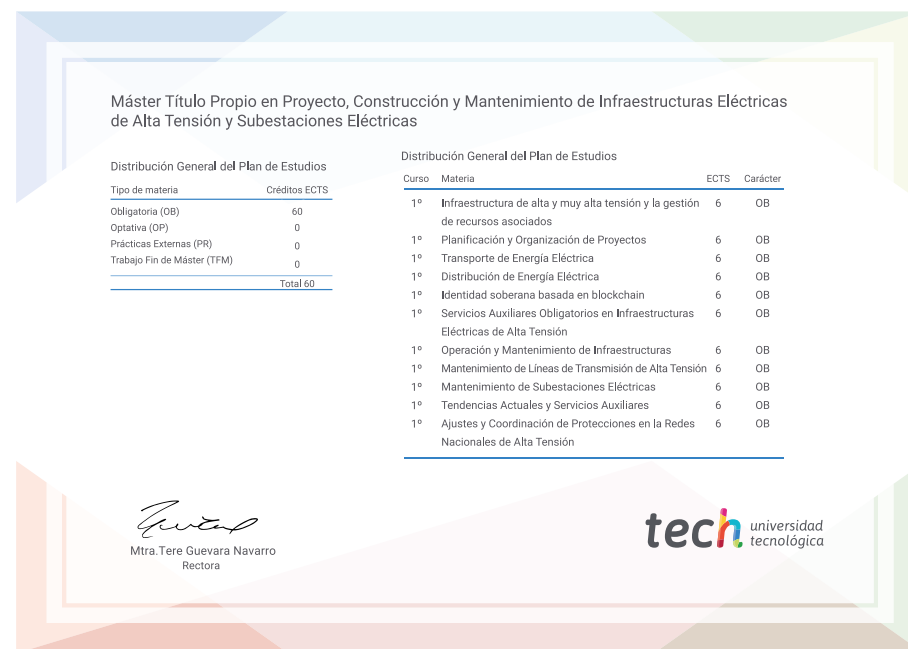 Máster Título Propio en Proyecto, Construcción y Mantenimiento de Infraestructuras Eléctricas
de Alta Tensión y Subestaciones Eléctricas
Distribución General del Plan de Estudios
Tipo de materia Créditos ECTS
Obligatoria (OB) 60
Optativa (OP) 0
Prácticas Externas (PR) 0
Trabajo Fin de Máster (TFM) 0
Total 60
Distribución General del Plan de Estudios
Curso Materia ECTS Carácter
1º Infraestructura de alta y muy alta tensión y la gestión 6 OB
de recursos asociados
1º Planificación y Organización de Proyectos 6 OB
1º Transporte de Energía Eléctrica 6 OB
1º Distribución de Energía Eléctrica 6 OB
1º Identidad soberana basada en blockchain 6 OB
1º Servicios Auxiliares Obligatorios en Infraestructuras 6 OB
Eléctricas de Alta Tensión
1º Operación y Mantenimiento de Infraestructuras 6 OB
1º Mantenimiento de Líneas de Transmisión de Alta Tensión 6 OB
1º Mantenimiento de Subestaciones Eléctricas 6 OB
1º Tendencias Actuales y Servicios Auxiliares 6 OB
1º Ajustes y Coordinación de Protecciones en la Redes 6 OB
Nacionales de Alta Tensión
Mtra.Tere Guevara Navarro
Rectora
tech universidad
tecnológica